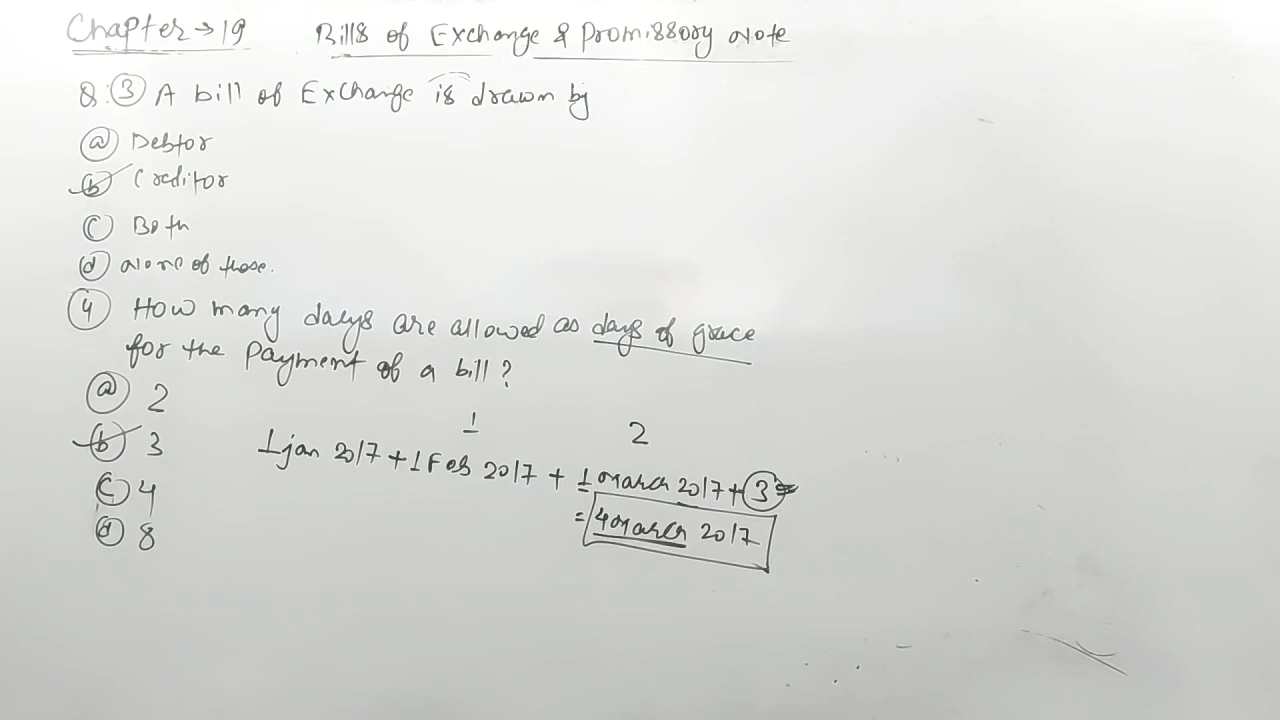 Chapter → 19 Bills of Exchange & Promissory Note
Q.③ A bill of Exchange is drawn by
ⓐ Debtor
ⓑ Creditor
ⓒ Both
ⓓ None of these.
④ How many days are allowed as days of grace
for the Payment of a bill?
ⓐ 2
ⓑ 3
ⓒ 4
ⓓ 8
1 2
1 jan 2017 + 1 Feb 2017 + 1 March 2017 + ③
= 4 March 2017